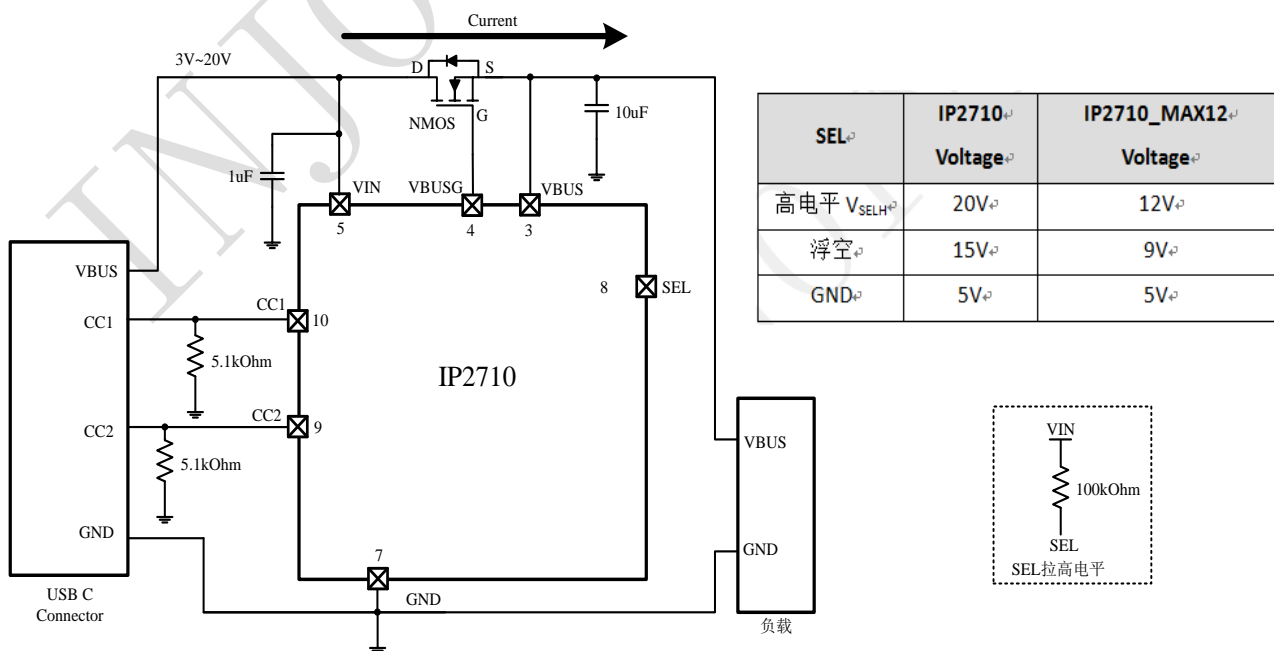 Current
3V~20V
D
S
G
NMOS
10uF
1uF
VIN
VBUSG
VBUS
5
4
3
8
SEL
VBUS
CC1
CC2
GND
USB C
Connector
CC1
10
5.1kOhm
CC2
9
5.1kOhm
IP2710
7
GND
VBUS
GND
负载
SEL
IP2710
Voltage
IP2710_MAX12
Voltage
高电平 VSELH
20V
12V
浮空
15V
9V
GND
5V
5V
VIN
100kOhm
SEL
SEL拉高电平